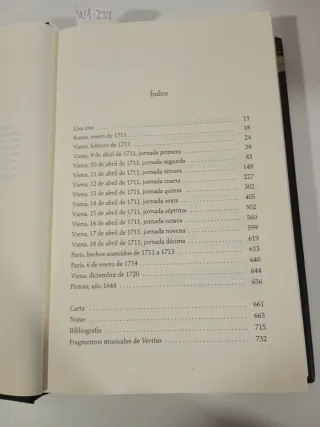 W1-239
Índice
Una cita 13
Roma, enero de 1711 18
Viena, febrero de 1711 24
Viena, 9 de abril de 1711, jornada primera 38
Viena, 10 de abril de 1711, jornada segunda 83
Viena, 11 de abril de 1711, jornada tercera 148
Viena, 12 de abril de 1711, jornada cuarta 227
Viena, 13 de abril de 1711, jornada quinta 302
Viena, 14 de abril de 1711, jornada sexta 405
Viena, 15 de abril de 1711, jornada séptima 502
Viena, 16 de abril de 1711, jornada octava 560
Viena, 17 de abril de 1711, jornada novena 599
Viena, 18 de abril de 1711, jornada décima 619
París, hechos acaecidos de 1711 a 1713 633
París, 6 de enero de 1714 640
Viena, diciembre de 1720 644
Pistoia, año 1644 656
Carta 661
Notas 665
Bibliografía 715
Fragmentos musicales de Veritas 732